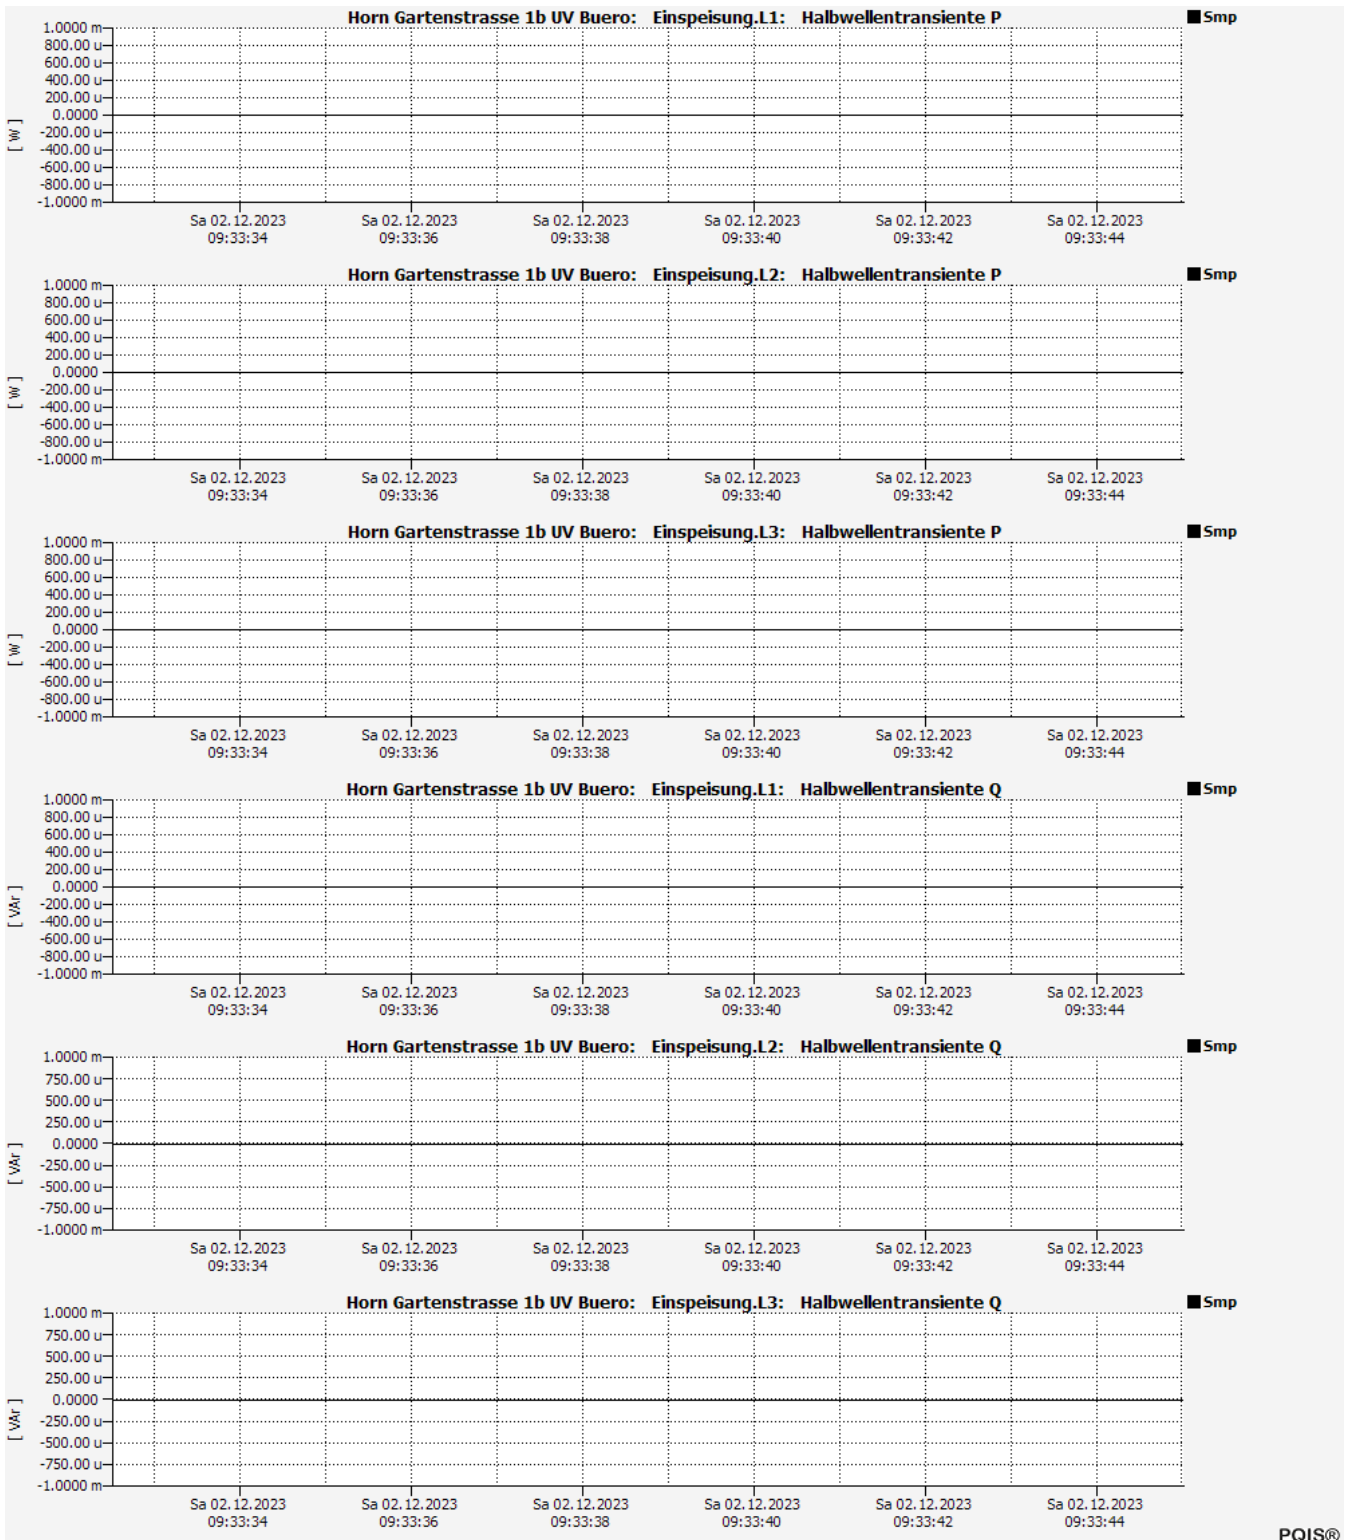 Horn Gartenstrasse 1b UV Buero: Einspeisung.L1: Halbwellentransiente P
Smp
1.0000 m
800.00 u
600.00 u
400.00 u
200.00 u
0.0000
-200.00 u
-400.00 u
-600.00 u
-800.00 u
-1.0000 m
[ W ]
Sa 02.12.2023 Sa 02.12.2023 Sa 02.12.2023 Sa 02.12.2023 Sa 02.12.2023 Sa 02.12.2023
09:33:34 09:33:36 09:33:38 09:33:40 09:33:42 09:33:44
Horn Gartenstrasse 1b UV Buero: Einspeisung.L2: Halbwellentransiente P
Smp
1.0000 m
800.00 u
600.00 u
400.00 u
200.00 u
0.0000
-200.00 u
-400.00 u
-600.00 u
-800.00 u
-1.0000 m
[ W ]
Sa 02.12.2023 Sa 02.12.2023 Sa 02.12.2023 Sa 02.12.2023 Sa 02.12.2023 Sa 02.12.2023
09:33:34 09:33:36 09:33:38 09:33:40 09:33:42 09:33:44
Horn Gartenstrasse 1b UV Buero: Einspeisung.L3: Halbwellentransiente P
Smp
1.0000 m
800.00 u
600.00 u
400.00 u
200.00 u
0.0000
-200.00 u
-400.00 u
-600.00 u
-800.00 u
-1.0000 m
[ W ]
Sa 02.12.2023 Sa 02.12.2023 Sa 02.12.2023 Sa 02.12.2023 Sa 02.12.2023 Sa 02.12.2023
09:33:34 09:33:36 09:33:38 09:33:40 09:33:42 09:33:44
Horn Gartenstrasse 1b UV Buero: Einspeisung.L1: Halbwellentransiente Q
Smp
1.0000 m
800.00 u
600.00 u
400.00 u
200.00 u
0.0000
-200.00 u
-400.00 u
-600.00 u
-800.00 u
-1.0000 m
[ VAr ]
Sa 02.12.2023 Sa 02.12.2023 Sa 02.12.2023 Sa 02.12.2023 Sa 02.12.2023 Sa 02.12.2023
09:33:34 09:33:36 09:33:38 09:33:40 09:33:42 09:33:44
Horn Gartenstrasse 1b UV Buero: Einspeisung.L2: Halbwellentransiente Q
Smp
1.0000 m
750.00 u
500.00 u
250.00 u
0.0000
-250.00 u
-500.00 u
-750.00 u
-1.0000 m
[ VAr ]
Sa 02.12.2023 Sa 02.12.2023 Sa 02.12.2023 Sa 02.12.2023 Sa 02.12.2023 Sa 02.12.2023
09:33:34 09:33:36 09:33:38 09:33:40 09:33:42 09:33:44
Horn Gartenstrasse 1b UV Buero: Einspeisung.L3: Halbwellentransiente Q
Smp
1.0000 m
750.00 u
500.00 u
250.00 u
0.0000
-250.00 u
-500.00 u
-750.00 u
-1.0000 m
[ VAr ]
Sa 02.12.2023 Sa 02.12.2023 Sa 02.12.2023 Sa 02.12.2023 Sa 02.12.2023 Sa 02.12.2023
09:33:34 09:33:36 09:33:38 09:33:40 09:33:42 09:33:44
PQIS®